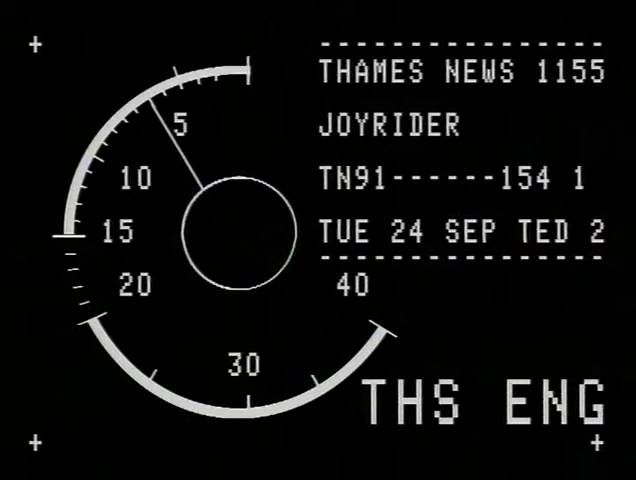 THAMES NEWS 1155
JOYRIDER
TN91------154 1
TUE 24 SEP TED 2
5
10
15
20
30
40
THS ENG